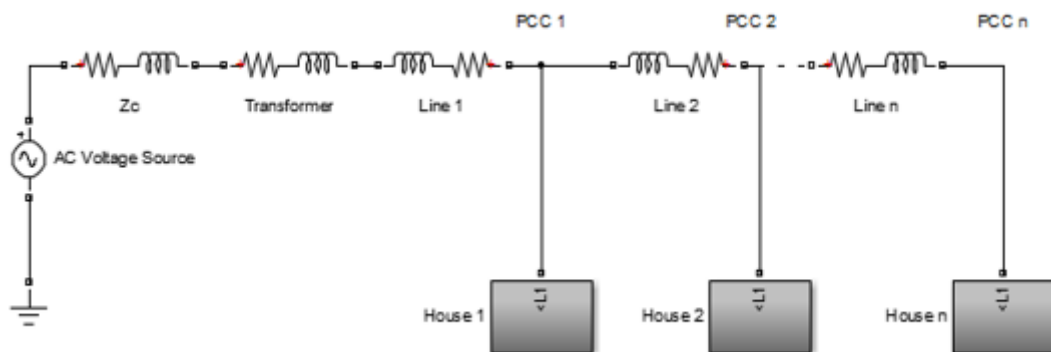 PCC 1
PCC 2
PCC n
Zc
Transformer
Line 1
Line 2
Line n
+
AC Voltage Source
House 1
<L1
House 2
<L1
House n
<L1